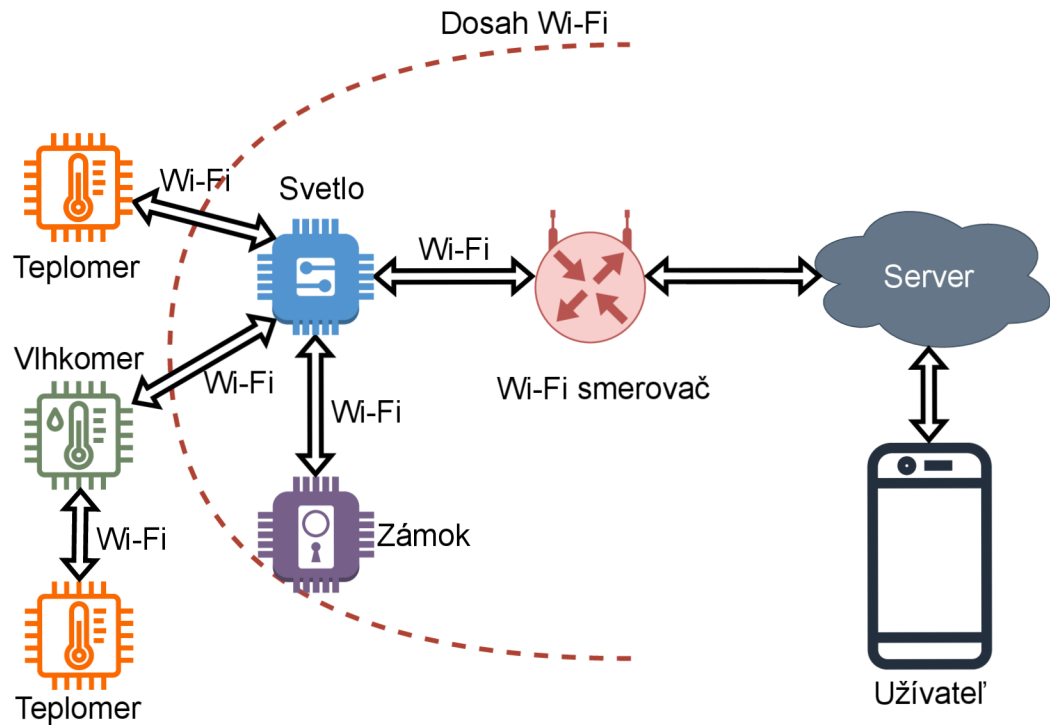 Dosah Wi-Fi
Wi-Fi
Svetlo
Teplomer
Wi-Fi
Server
Vlhkomer
Wi-Fi
Wi-Fi smerovač
Wi-Fi
Wi-Fi
Zámok
Teplomer
Užívateľ